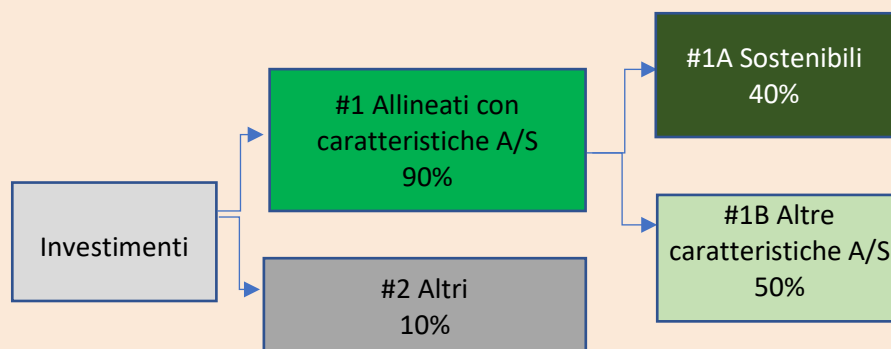 Investimenti
#1 Allineati con
caratteristiche A/S
90%
#2 Altri
10%
#1A Sostenibili
40%
#1B Altre
caratteristiche A/S
50%